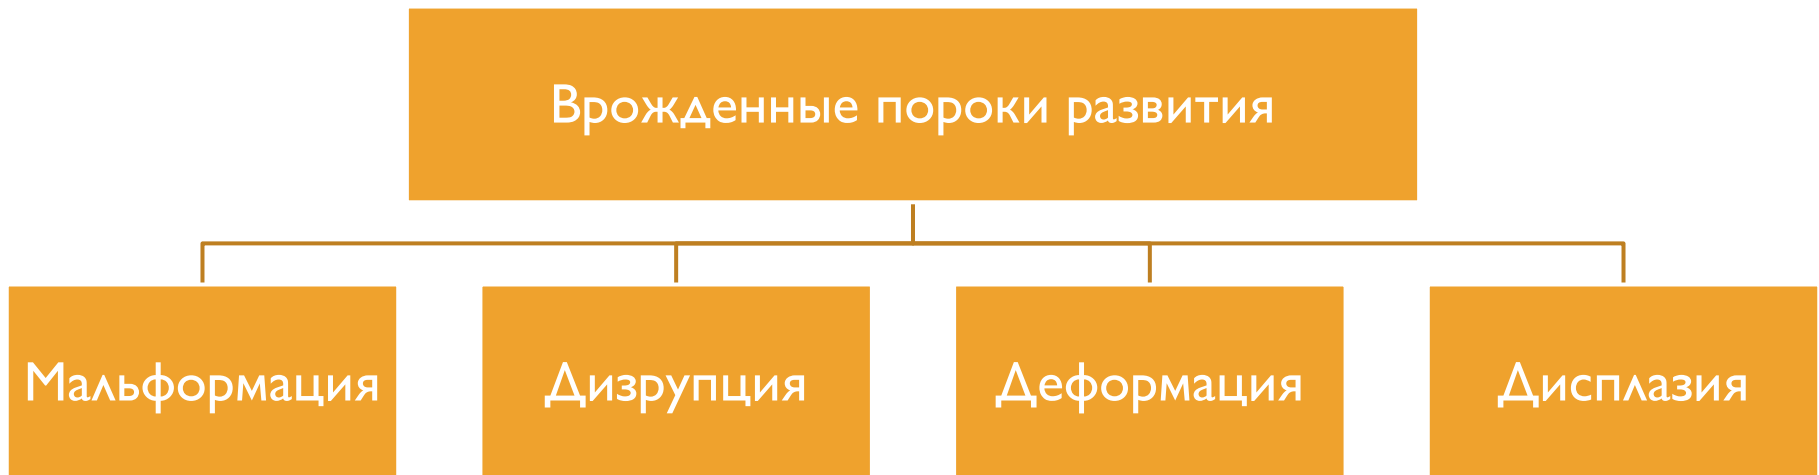 Врожденные пороки развития
Мальформация
Дизрупция
Деформация
Дисплазия